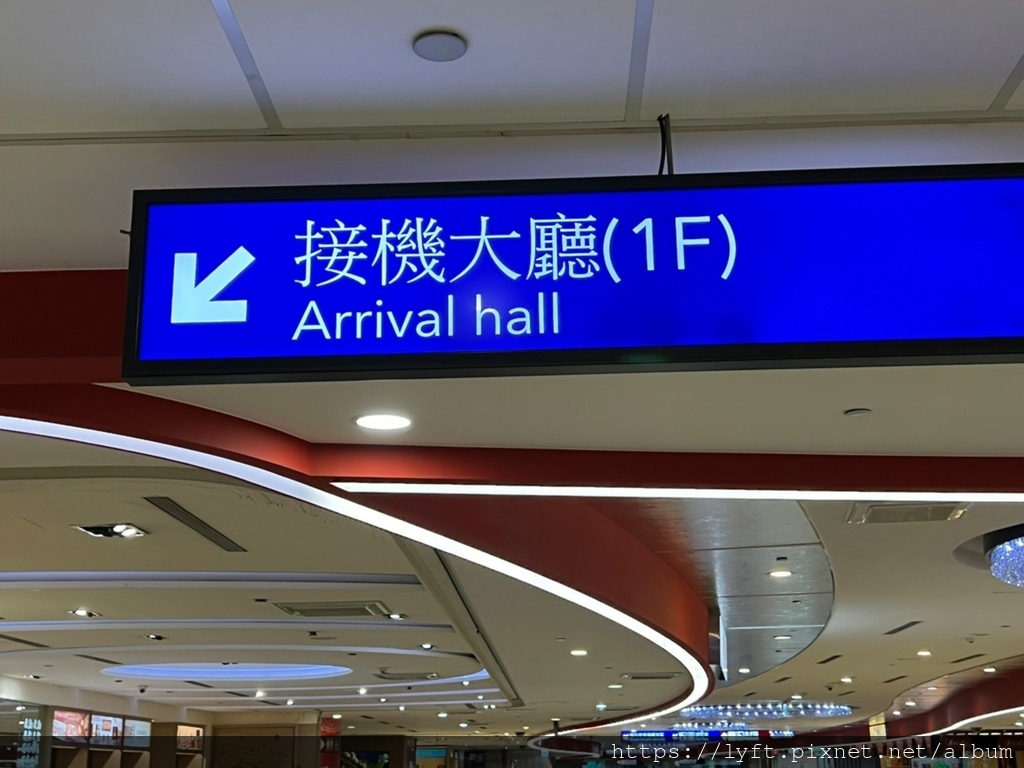 接機大廳(1F)
Arrival hall
https://lyft.pixnet.net/album